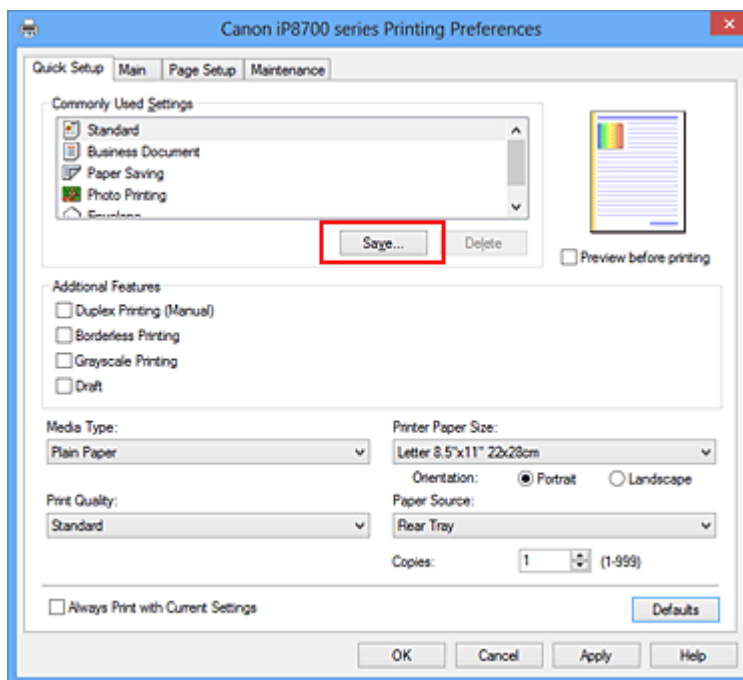 Canon iP8700 series Printing Preferences
Quick Setup Main Page Setup Maintenance
Commonly Used Settings
Standard
Business Document
Paper Saving
Photo Printing
Envelope
Save... Delete
Preview before printing
Addtional Features
Duplex Printing (Manual)
Borderless Printing
Grayscale Printing
Draft
Media Type: Printer Paper Size:
Plain Paper Letter 8.5"x11" 22x28cm
Orientation: Portrait Landscape
Print Quality: Paper Source:
Standard Rear Tray
Copies: 1 (1-999)
Always Print with Current Settings Defaults
OK Cancel Apply Help